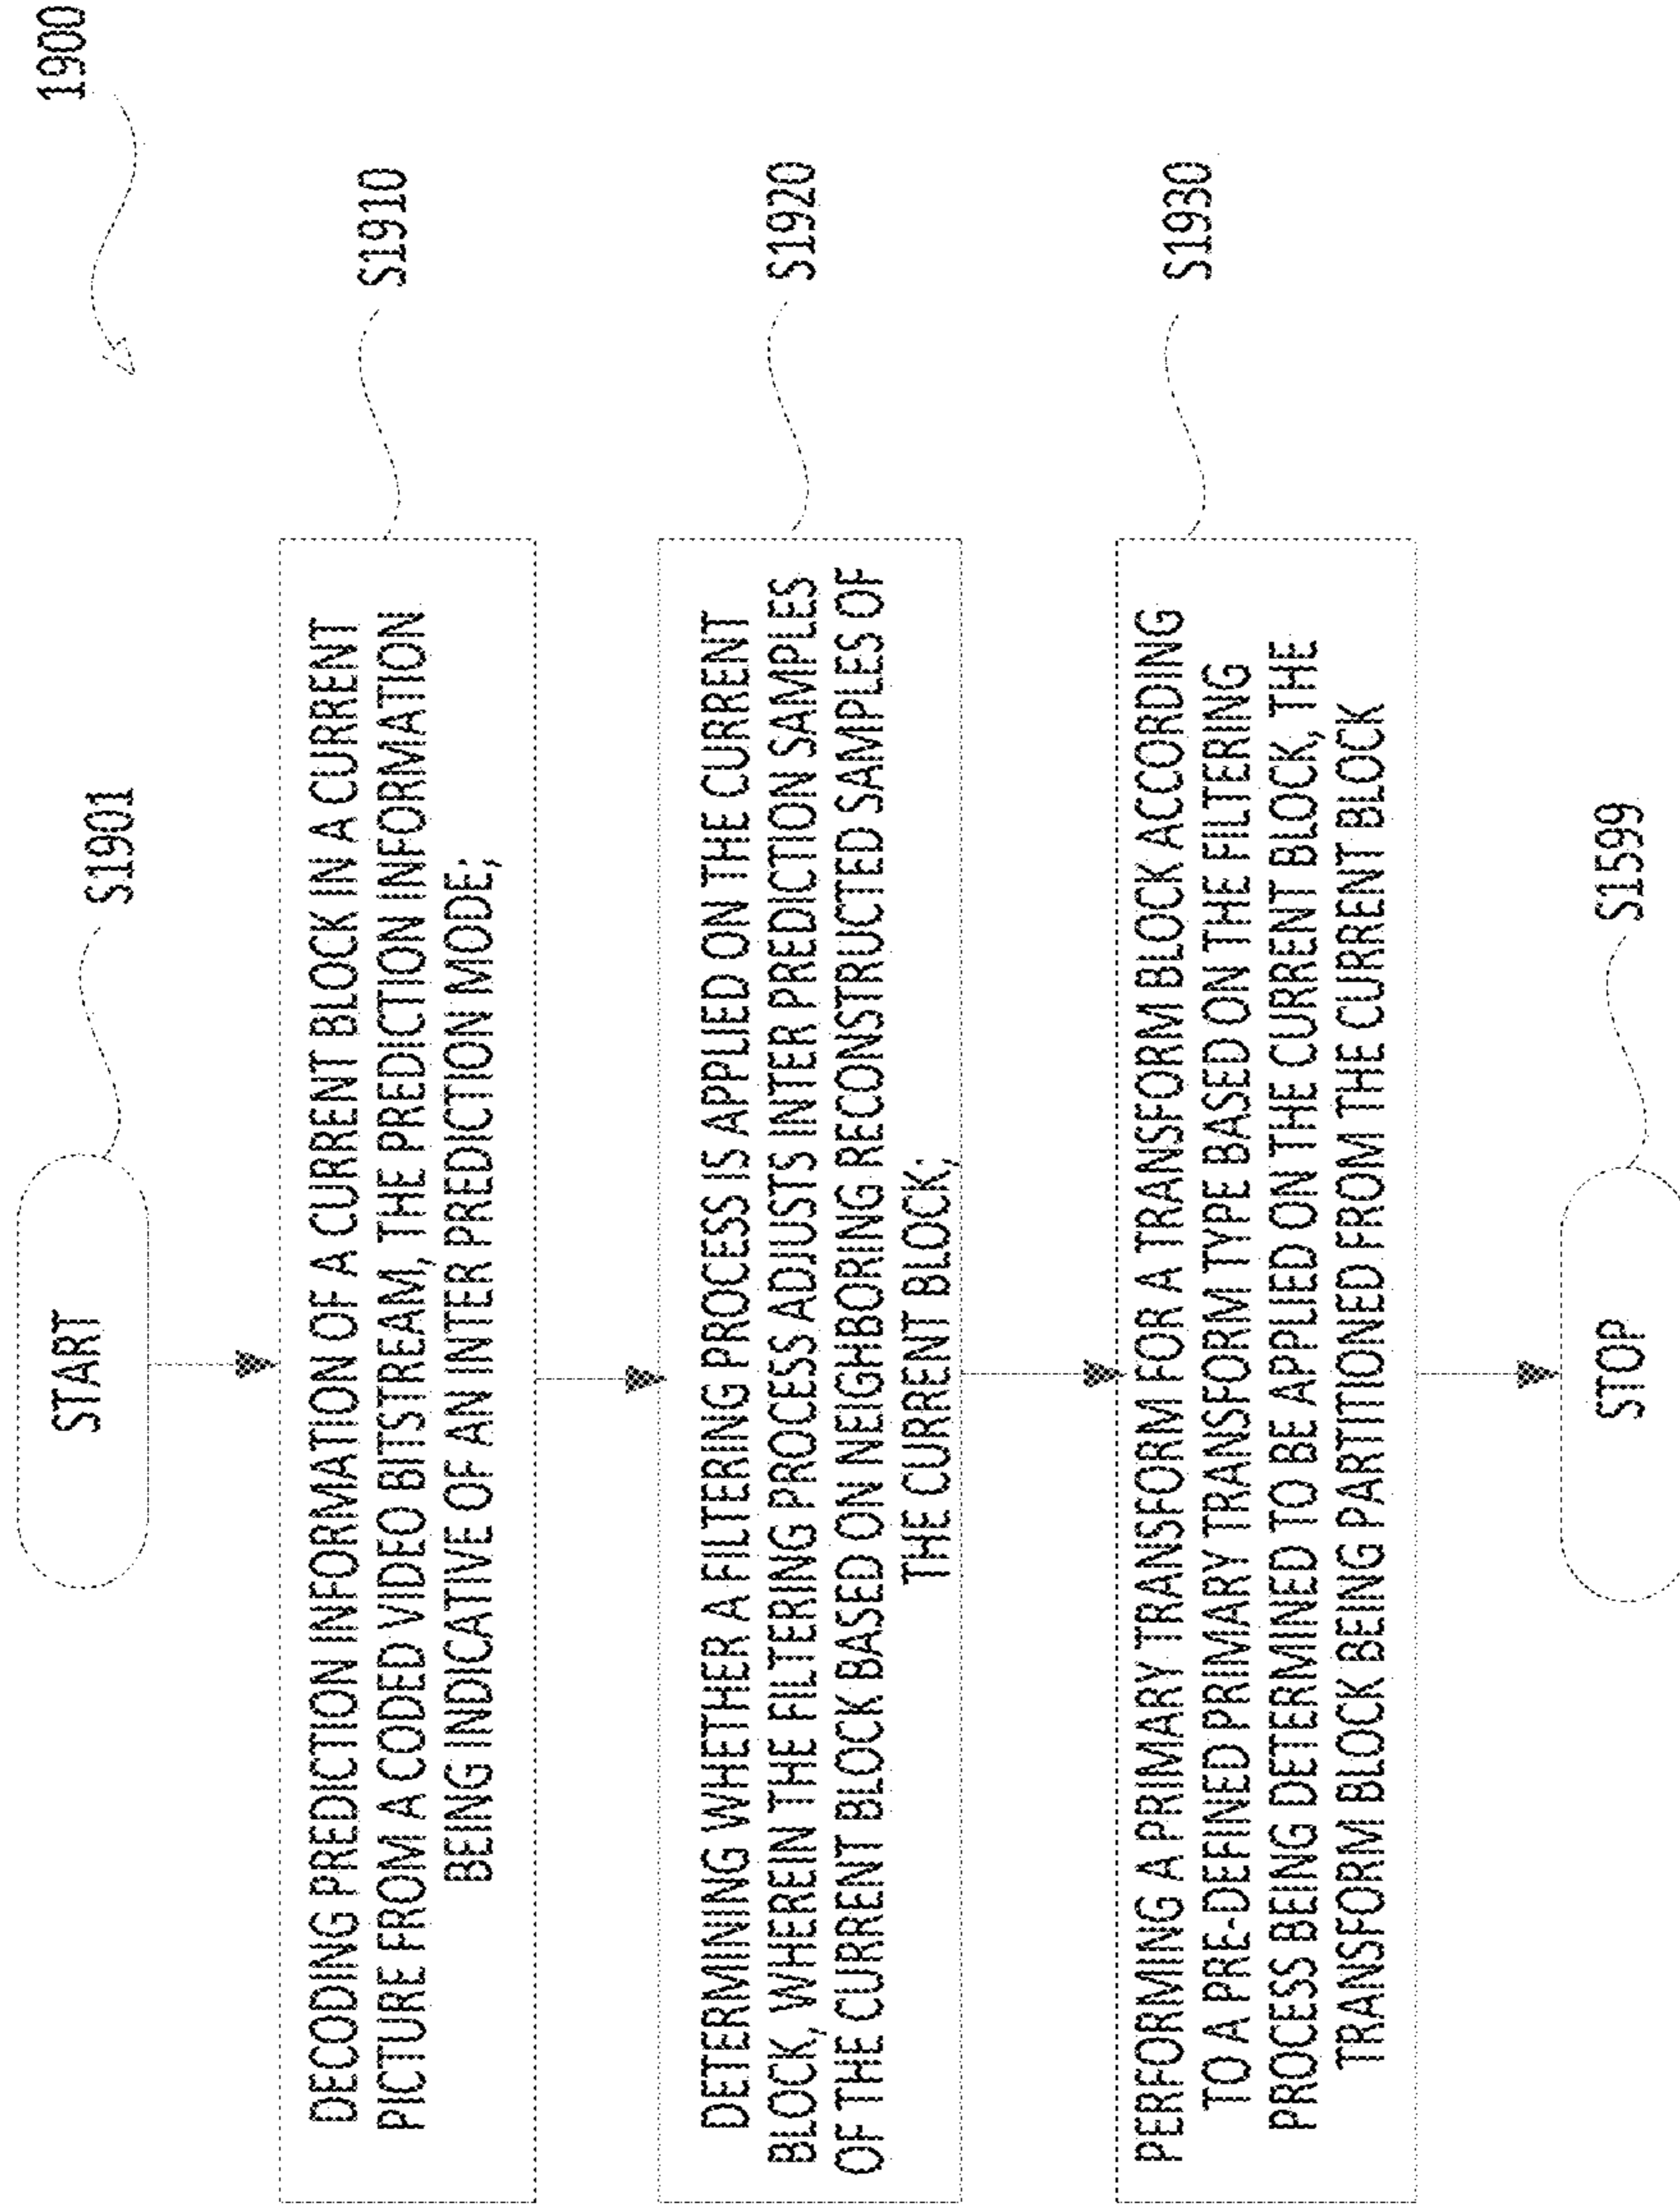 1900
START
S1901
DECODING PREDICTION INFORMATION OF A CURRENT BLOCK IN A CURRENT
PICTURE FROM A CODED VIDEO BITSTREAM, THE PREDICTION INFORMATION
BEING INDICATIVE OF AN INTER PREDICTION MODE;
S1910
DETERMINING WHETHER A FILTERING PROCESS IS APPLIED ON THE CURRENT
BLOCK, WHEREIN THE FILTERING PROCESS ADJUSTS INTER PREDICTION SAMPLES
OF THE CURRENT BLOCK BASED ON NEIGHBORING RECONSTRUCTED SAMPLES OF
THE CURRENT BLOCK;
S1920
PERFORMING A PRIMARY TRANSFORM FOR A TRANSFORM BLOCK ACCORDING
TO A PRE-DEFINED PRIMARY TRANSFORM TYPE BASED ON THE FILTERING
PROCESS BEING DETERMINED TO BE APPLIED ON THE CURRENT BLOCK, THE
TRANSFORM BLOCK BEING PARTITIONED FROM THE CURRENT BLOCK
S1930
STOP
S1599